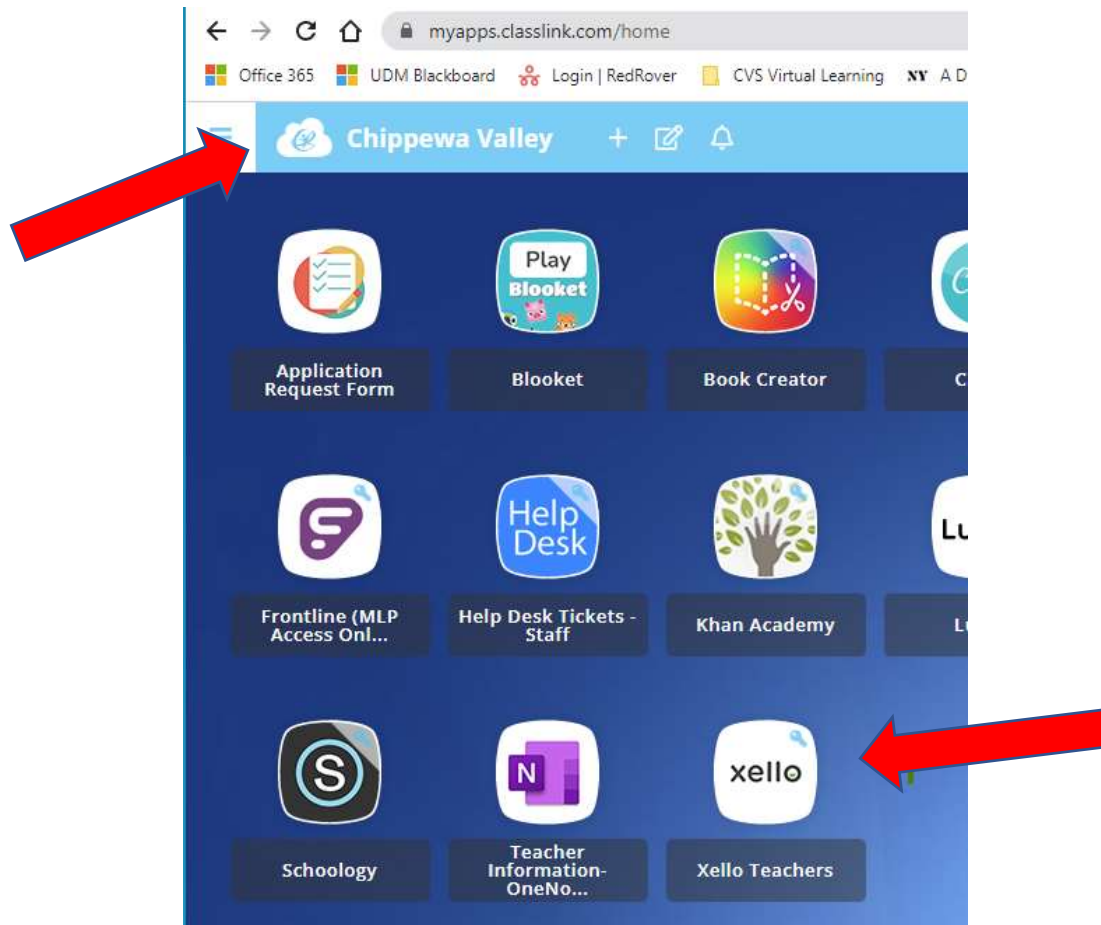 myapps.classlink.com/home
Office 365 UDM Blackboard Login | RedRover CVS Virtual Learning NY A D
Chippewa Valley
Play
Blooket
Application
Request Form
Blooket
Book Creator
C
Help
Desk
Lu
Frontline (MLP
Access Onl...
Help Desk Tickets -
Staff
Khan Academy
L
S
N
xello
Schoology
Teacher
Information-
OneNo...
Xello Teachers